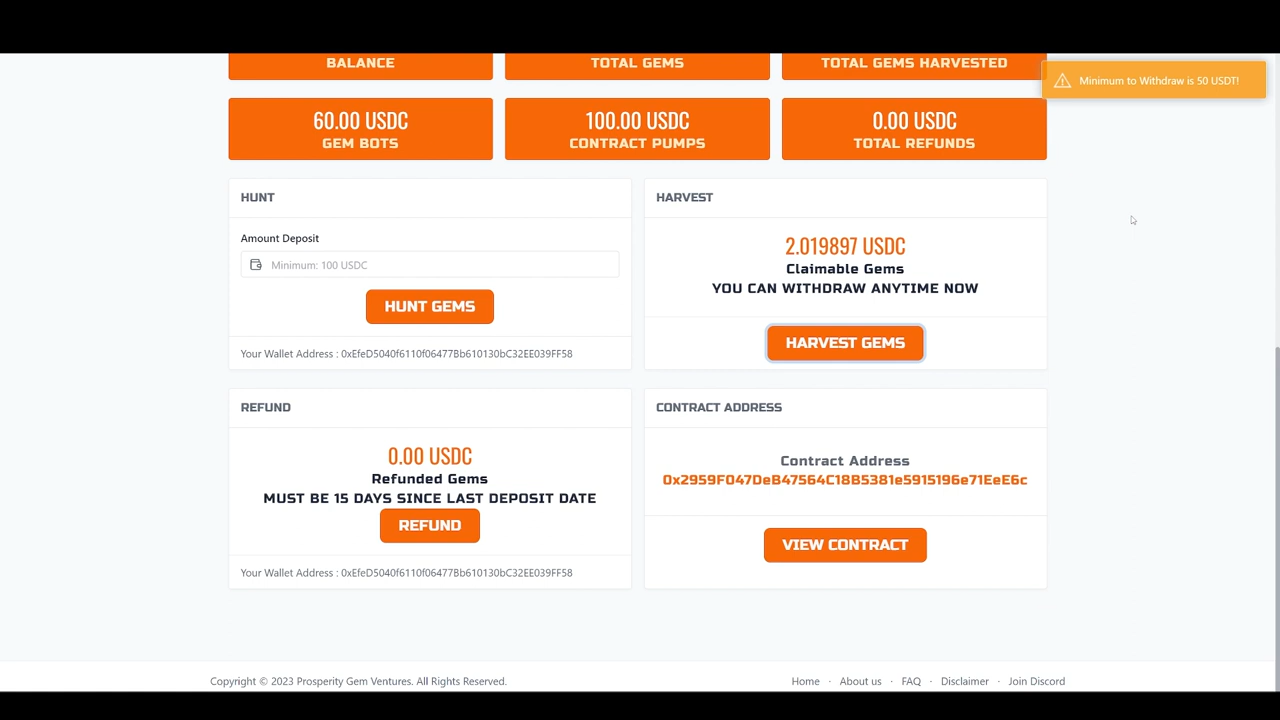 BALANCE
TOTAL GEMS
TOTAL GEMS HARVESTED
Minimum to Withdraw is 50 USDT!
60.00 USDC
GEM BOTS
100.00 USDC
CONTRACT PUMPS
0.00 USDC
TOTAL REFUNDS
HUNT
Amount Deposit
Minimum: 100 USDC
HUNT GEMS
Your Wallet Address : 0xEfeD5040f6110f06477Bb610130bC32EE039FF58
HARVEST
2.019897 USDC
Claimable Gems
YOU CAN WITHDRAW ANYTIME NOW
HARVEST GEMS
REFUND
0.00 USDC
Refunded Gems
MUST BE 15 DAYS SINCE LAST DEPOSIT DATE
REFUND
Your Wallet Address : 0xEfeD5040f6110f06477Bb610130bC32EE039FF58
CONTRACT ADDRESS
Contract Address
0x2959F047DeB47564C18B5381e5915196e71EeE6c
VIEW CONTRACT
Copyright © 2023 Prosperity Gem Ventures. All Rights Reserved.
Home · About us · FAQ · Disclaimer · Join Discord